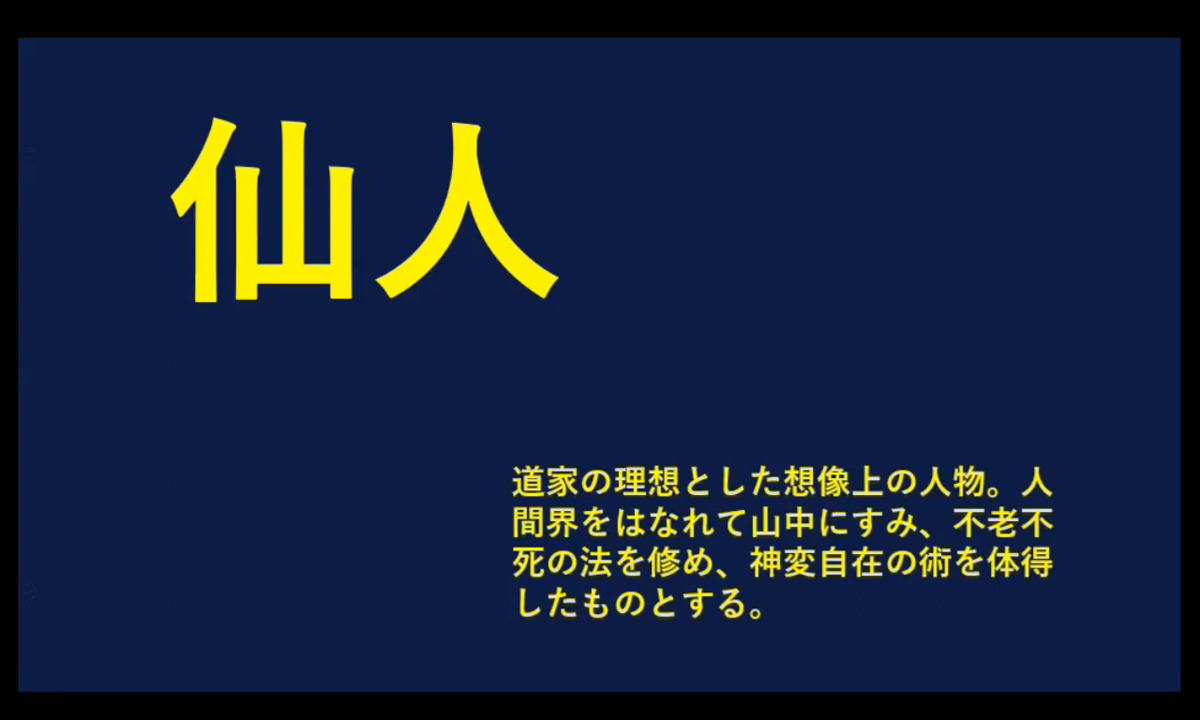 仙人
道家の理想とした想像上の人物。人
間界をはなれて山中にすみ、不老不
死の法を修め、神変自在の術を体得
したものとする。